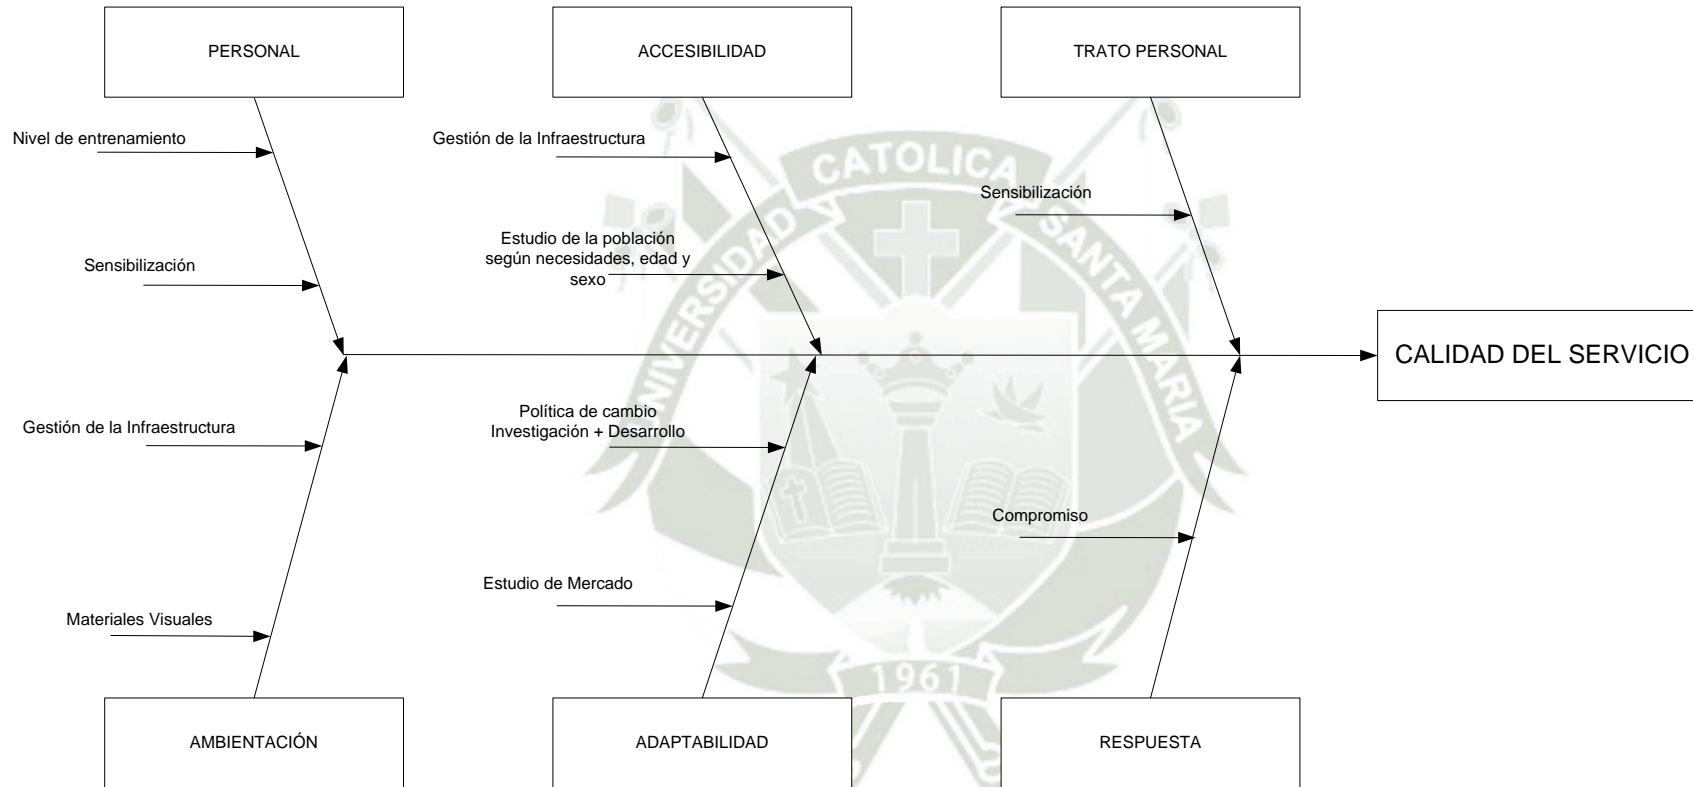 PERSONAL
ACCESIBILIDAD
TRATO PERSONAL
Nivel de entrenamiento
Sensibilización
Gestión de la Infraestructura
Estudio de la población
según necesidades, edad y
sexo
Sensibilización
CALIDAD DEL SERVICIO
Gestión de la Infraestructura
Materiales Visuales
Política de cambio
Investigación + Desarrollo
Estudio de Mercado
Compromiso
AMBIENTACIÓN
ADAPTABILIDAD
RESPUESTA
UNIVERSIDAD CATOLICA SANTA MARIA
1961